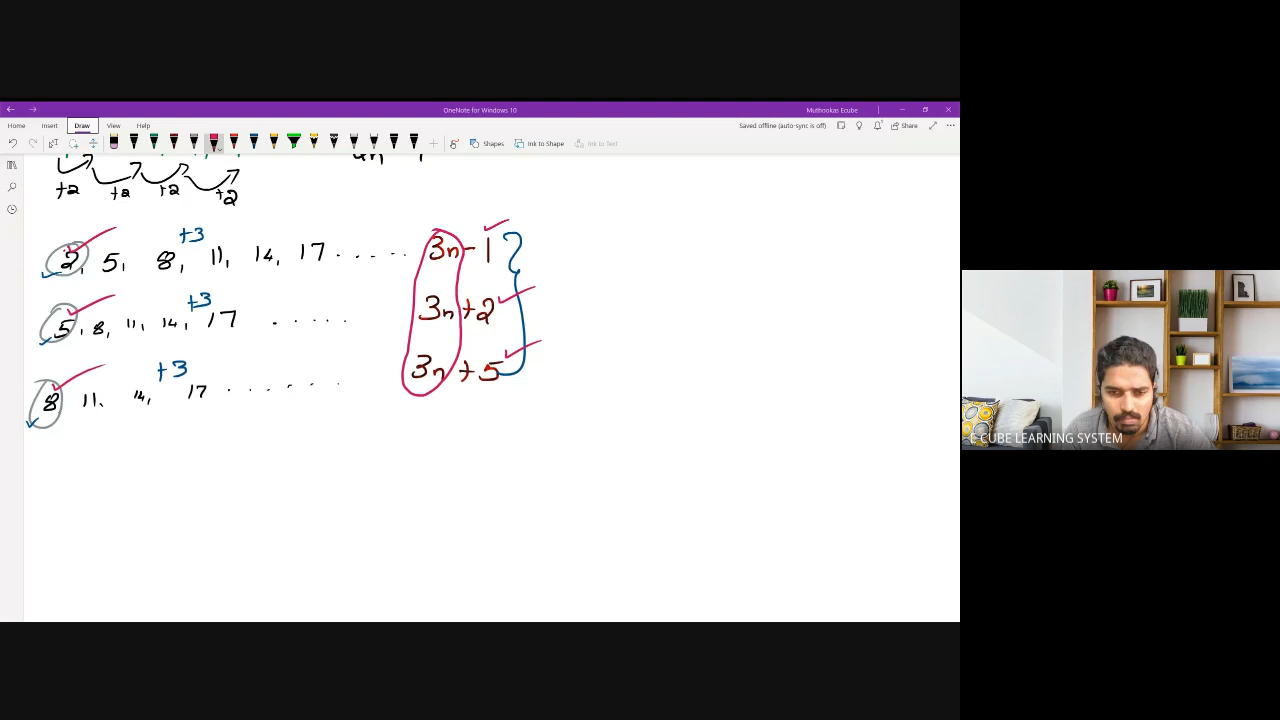 OneNote for Windows 10
Muthookas Ecube
Home Insert Draw View Help
Saved offline (auto-sync is off) Share
Shapes Ink to Shape Ink to Text
+2 +2 +2 +2
+3
2, 5, 8, 11, 14, 17 ..... 3n-1
+3
5, 8, 11, 14, 17 ..... 3n+2
+3
8 11, 14, 17 ...... 3n+5
E CUBE LEARNING SYSTEM